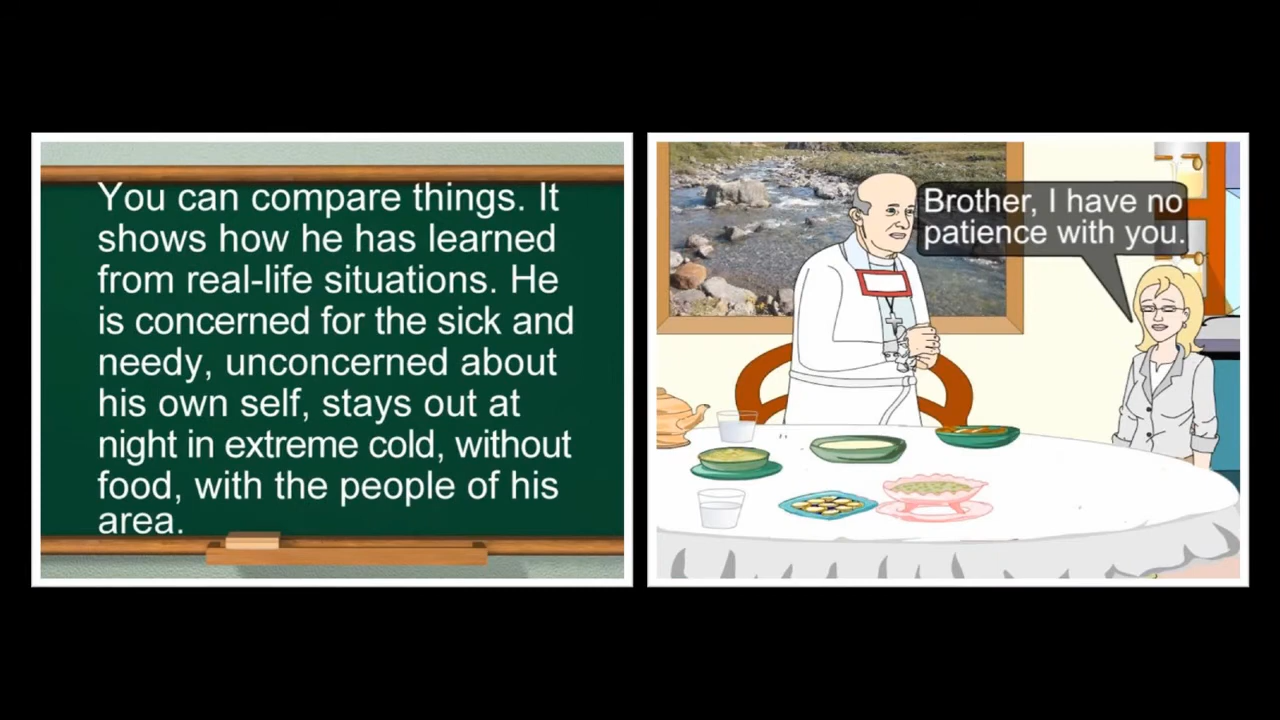 You can compare things. It
shows how he has learned
from real-life situations. He
is concerned for the sick and
needy, unconcerned about
his own self, stays out at
night in extreme cold, without
food, with the people of his
area.
Brother, I have no
patience with you.